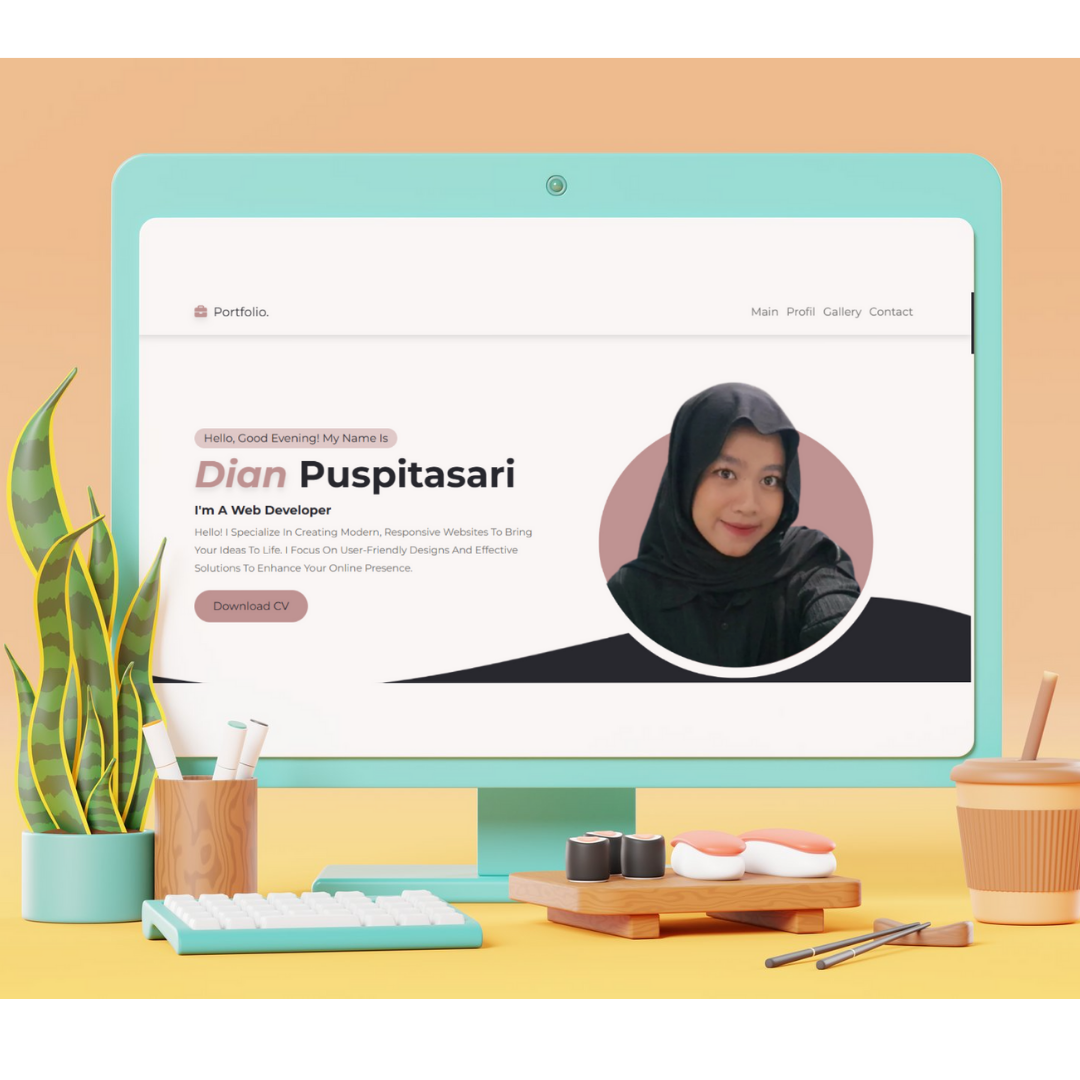 Portfolio.
Main Profil Gallery Contact
Hello, Good Evening! My Name Is
Dian Puspitasari
I'm A Web Developer
Hello! I Specialize In Creating Modern, Responsive Websites To Bring
Your Ideas To Life. I Focus On User-Friendly Designs And Effective
Solutions To Enhance Your Online Presence.
Download CV